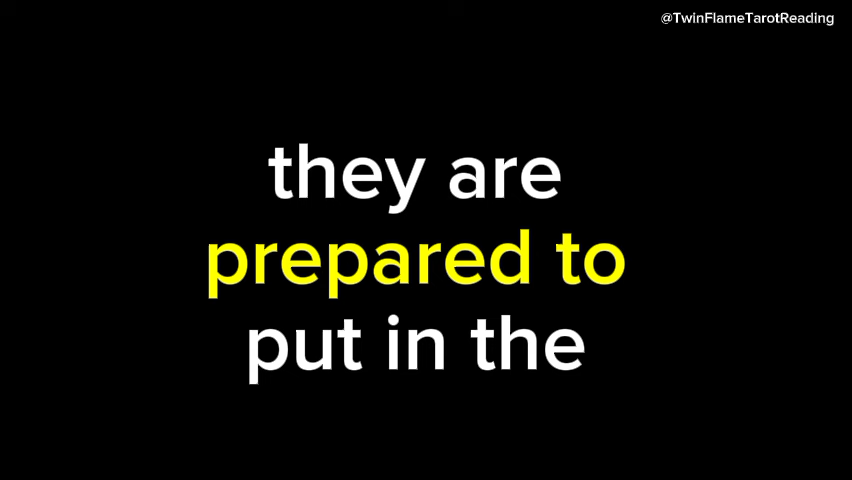 @TwinFlameTarotReading
they are
prepared to
put in the